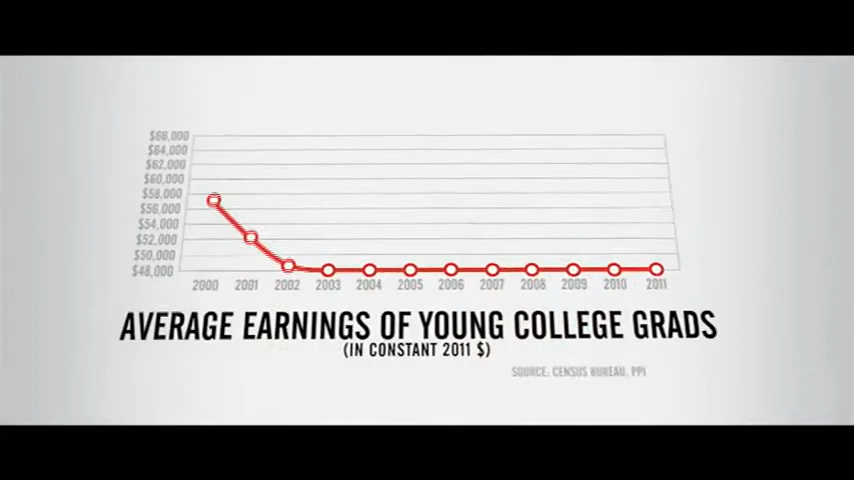 $66,000
$64,000
$62,000
$60,000
$58,000
$56,000
$54,000
$52,000
$50,000
$48,000
2000 2001 2002 2003 2004 2005 2006 2007 2008 2009 2010 2011
AVERAGE EARNINGS OF YOUNG COLLEGE GRADS
(IN CONSTANT 2011 $)
SOURCE: CENSUS BUREAU, PPI